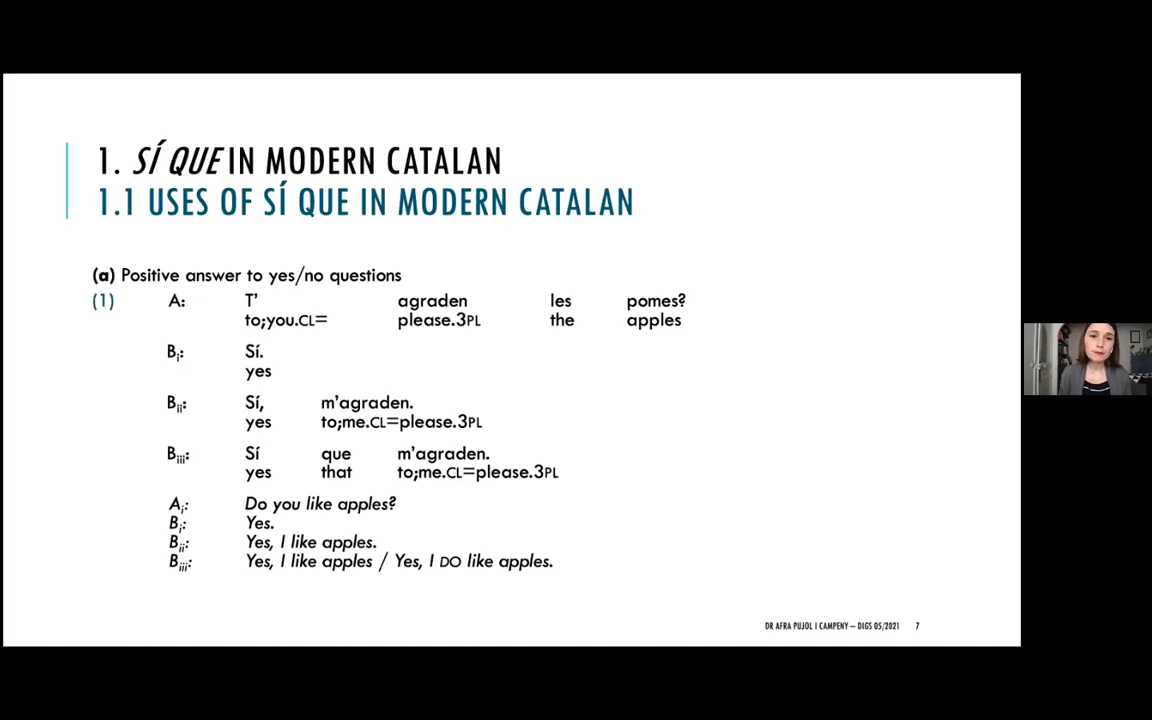 1. SÍ QUE IN MODERN CATALAN
1.1 USES OF SÍ QUE IN MODERN CATALAN
(a) Positive answer to yes/no questions
(1) A: T' agraden les pomes?
to;you.CL= please.3PL the apples
Bi: Sí.
yes
Bii: Sí, m'agraden.
yes to;me.CL=please.3PL
Biii: Sí que m'agraden.
yes that to;me.CL=please.3PL
Ai: Do you like apples?
Bi: Yes.
Bii: Yes, I like apples.
Biii: Yes, I like apples / Yes, I DO like apples.
DR AFRA PUJOL I CAMPENY – DIGS 05/2021 7